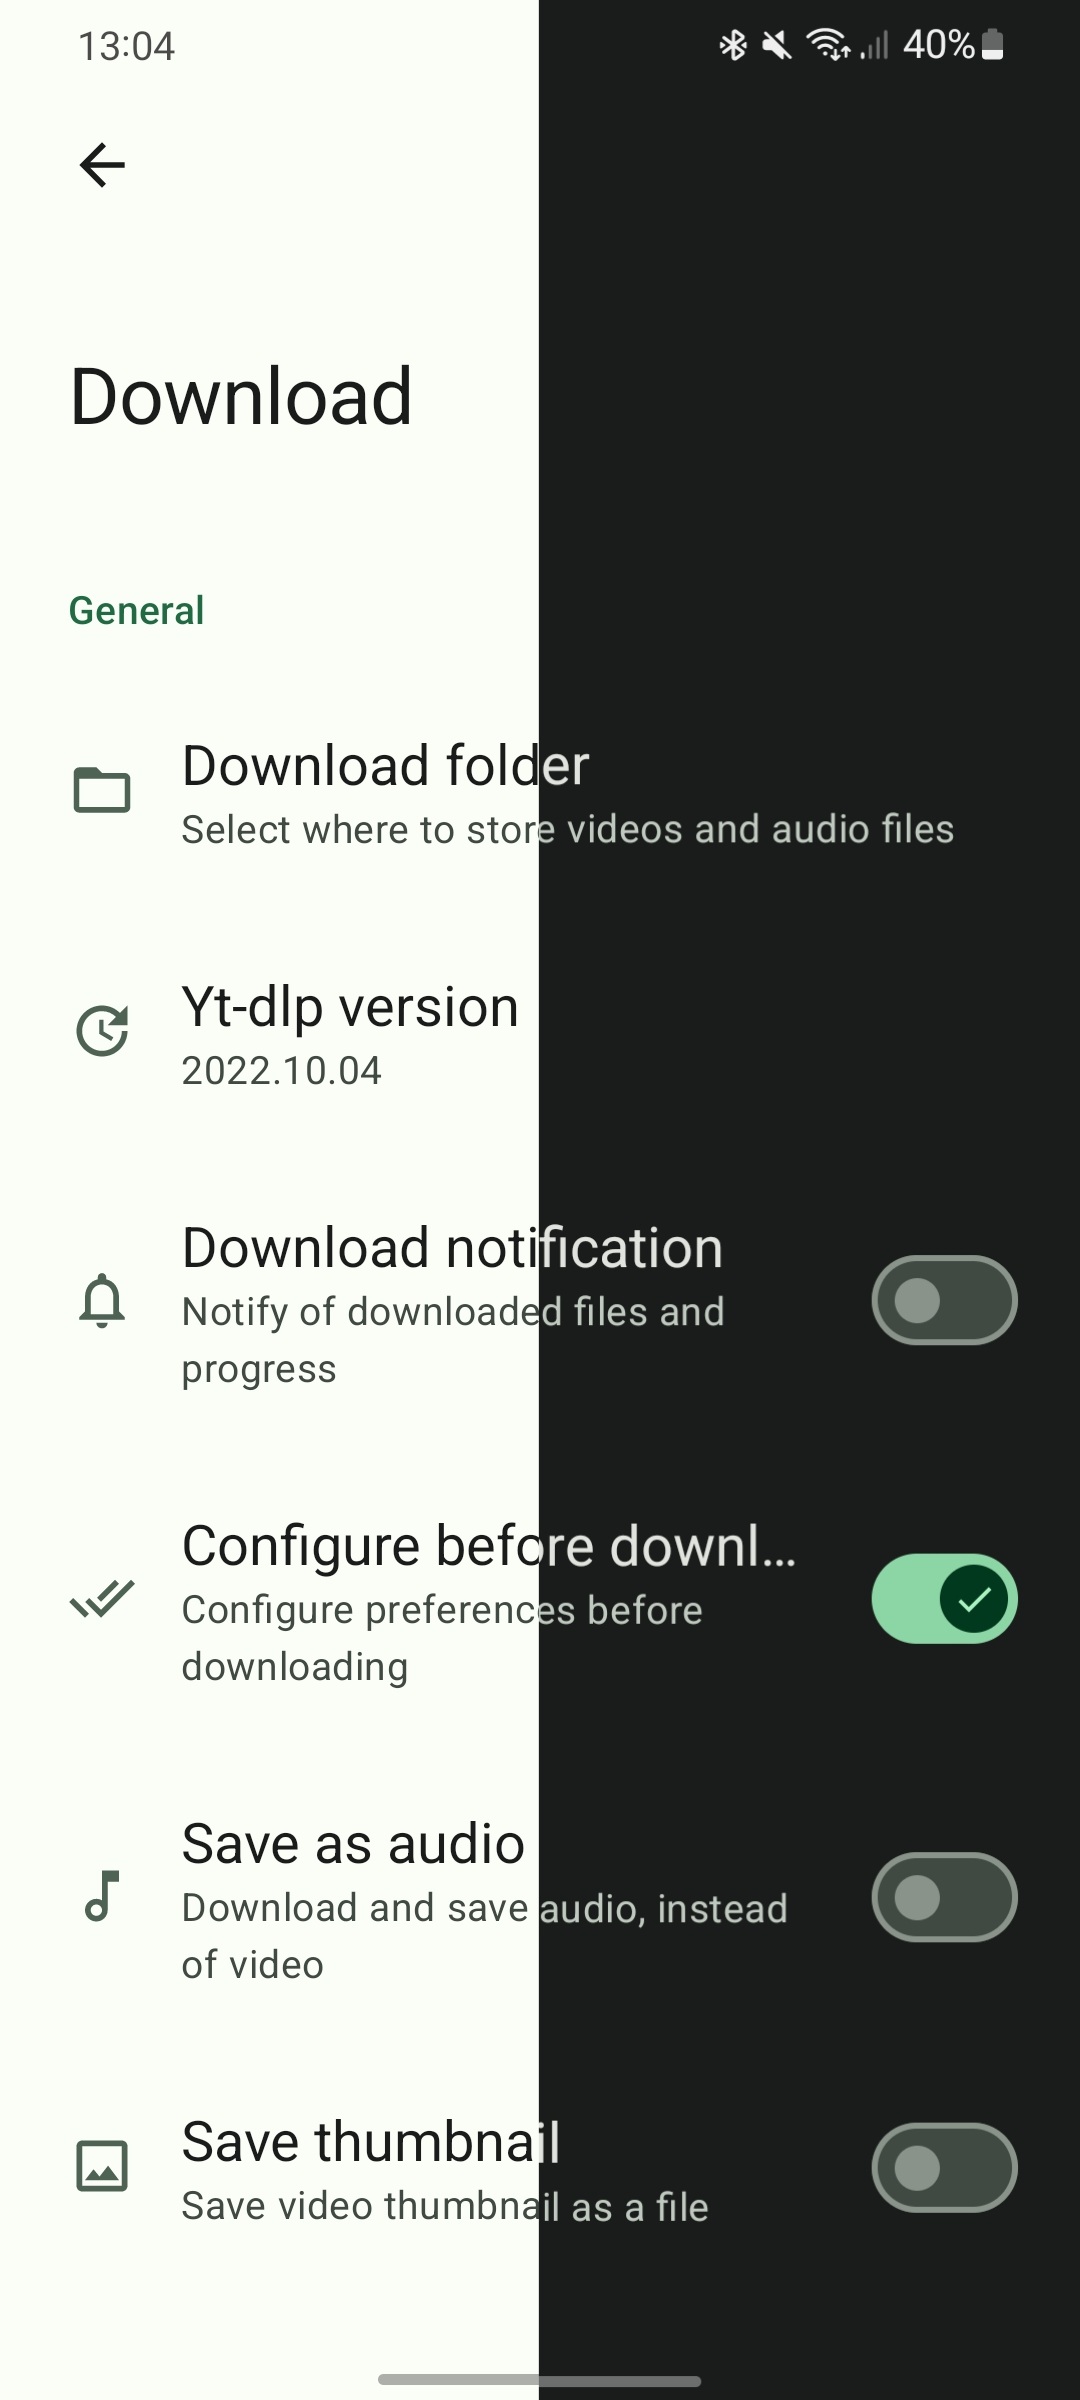 13:04 40%
Download
General
Download folder
Select where to store videos and audio files
Yt-dlp version
2022.10.04
Download notification
Notify of downloaded files and
progress
Configure before downl...
Configure preferences before
downloading
Save as audio
Download and save audio, instead
of video
Save thumbnail
Save video thumbnail as a file